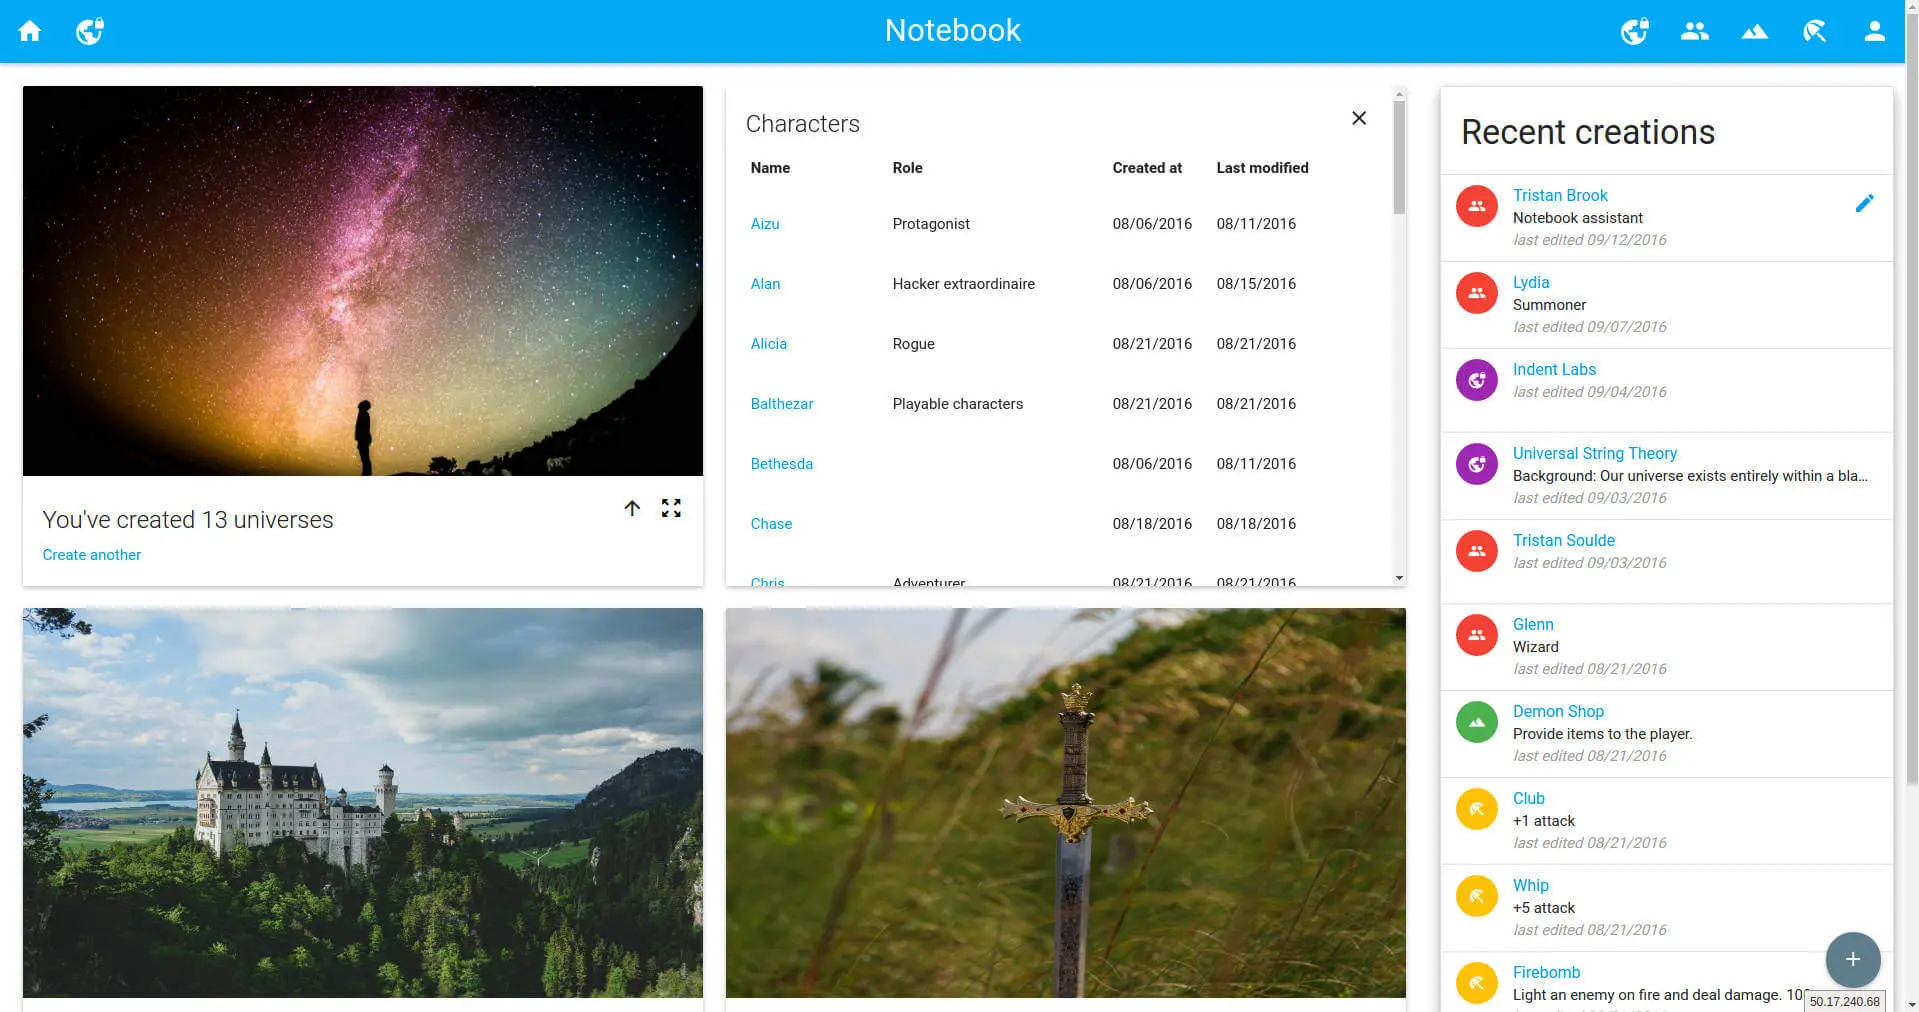 Notebook
You've created 13 universes
Create another
Characters
Name Role Created at Last modified
Aizu Protagonist 08/06/2016 08/11/2016
Alan Hacker extraordinaire 08/06/2016 08/15/2016
Alicia Rogue 08/21/2016 08/21/2016
Balthezar Playable characters 08/21/2016 08/21/2016
Bethesda 08/06/2016 08/11/2016
Chase 08/18/2016 08/18/2016
Chris Adventurer 08/21/2016 08/21/2016
Recent creations
Tristan Brook
Notebook assistant
last edited 09/12/2016
Lydia
Summoner
last edited 09/07/2016
Indent Labs
last edited 09/04/2016
Universal String Theory
Background: Our universe exists entirely within a bla...
last edited 09/03/2016
Tristan Soulde
last edited 09/03/2016
Glenn
Wizard
last edited 08/21/2016
Demon Shop
Provide items to the player.
last edited 08/21/2016
Club
+1 attack
last edited 08/21/2016
Whip
+5 attack
last edited 08/21/2016
Firebomb
Light an enemy on fire and deal damage.
50.17.240.68